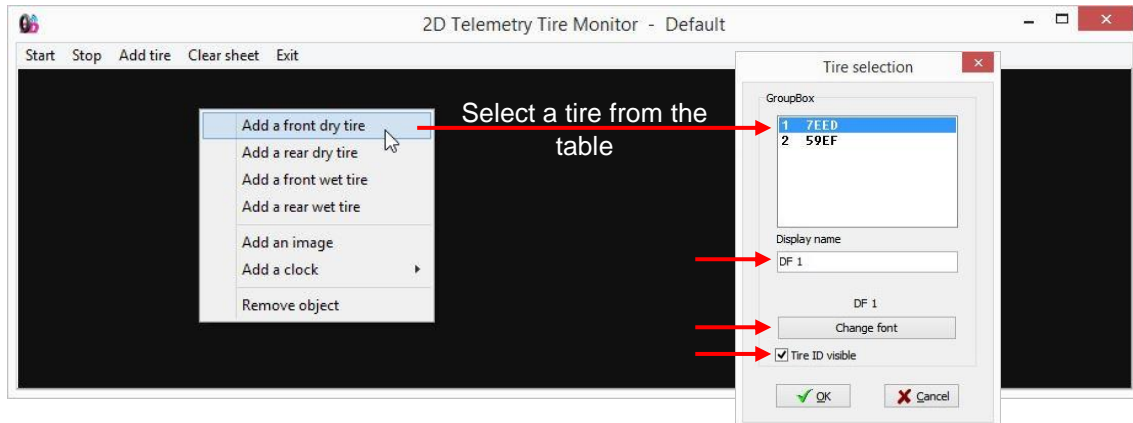 2D Telemetry Tire Monitor - Default
Start Stop Add tire Clear sheet Exit
Add a front dry tire
Add a rear dry tire
Add a front wet tire
Add a rear wet tire
Add an image
Add a clock
Remove object
Select a tire from the
table
Tire selection
GroupBox
1 7EED
2 59EF
Display name
DF 1
DF 1
Change font
Tire ID visible
OK Cancel